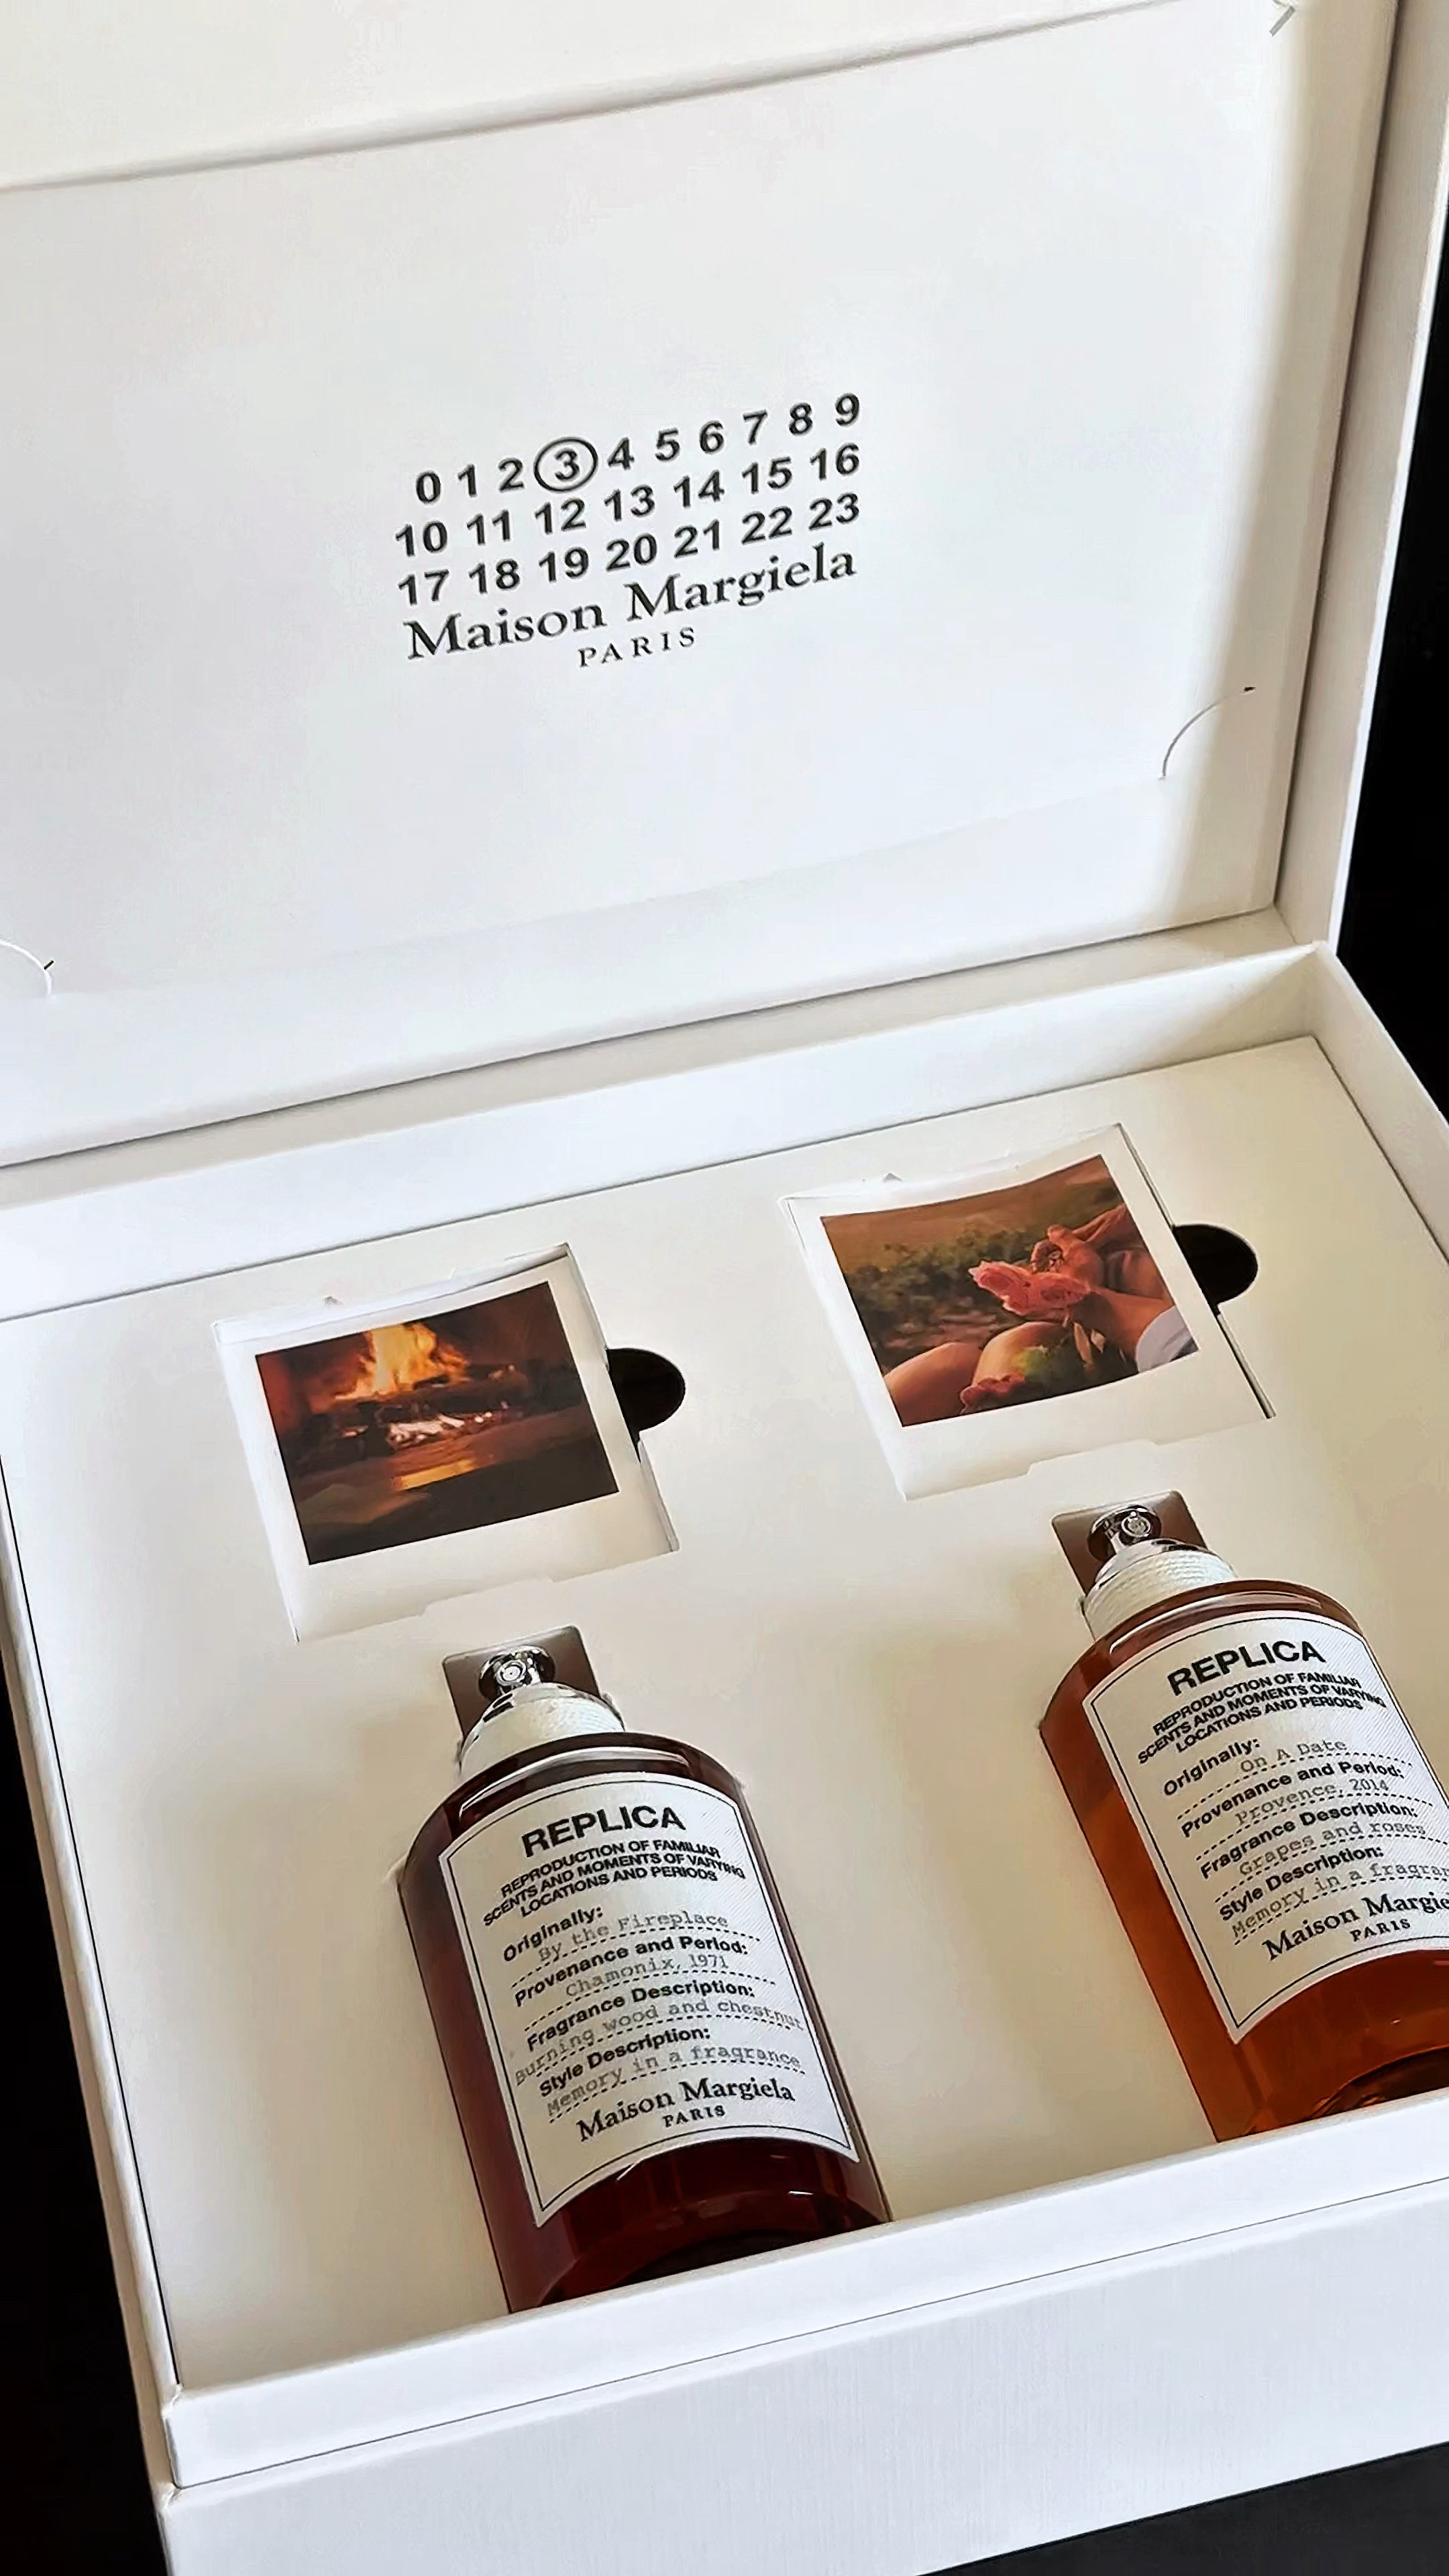 0 1 2 3 4 5 6 7 8 9
10 11 12 13 14 15 16
17 18 19 20 21 22 23
Maison Margiela
PARIS
REPLICA
REPRODUCTION OF FAMILIAR
SCENTS AND MOMENTS OF VARYING
LOCATIONS AND PERIODS
Originally:
By the Fireplace
Provenance and Period:
Chamonix, 1971
Fragrance Description:
Burning wood and chestnut
Style Description:
Memory in a fragrance
Maison Margiela
PARIS
REPLICA
REPRODUCTION OF FAMILIAR
SCENTS AND MOMENTS OF VARYING
LOCATIONS AND PERIODS
Originally:
On A Date
Provenance and Period:
Provence, 2014
Fragrance Description:
Grapes and roses
Style Description:
Memory in a fragran
Maison Margie
PARIS